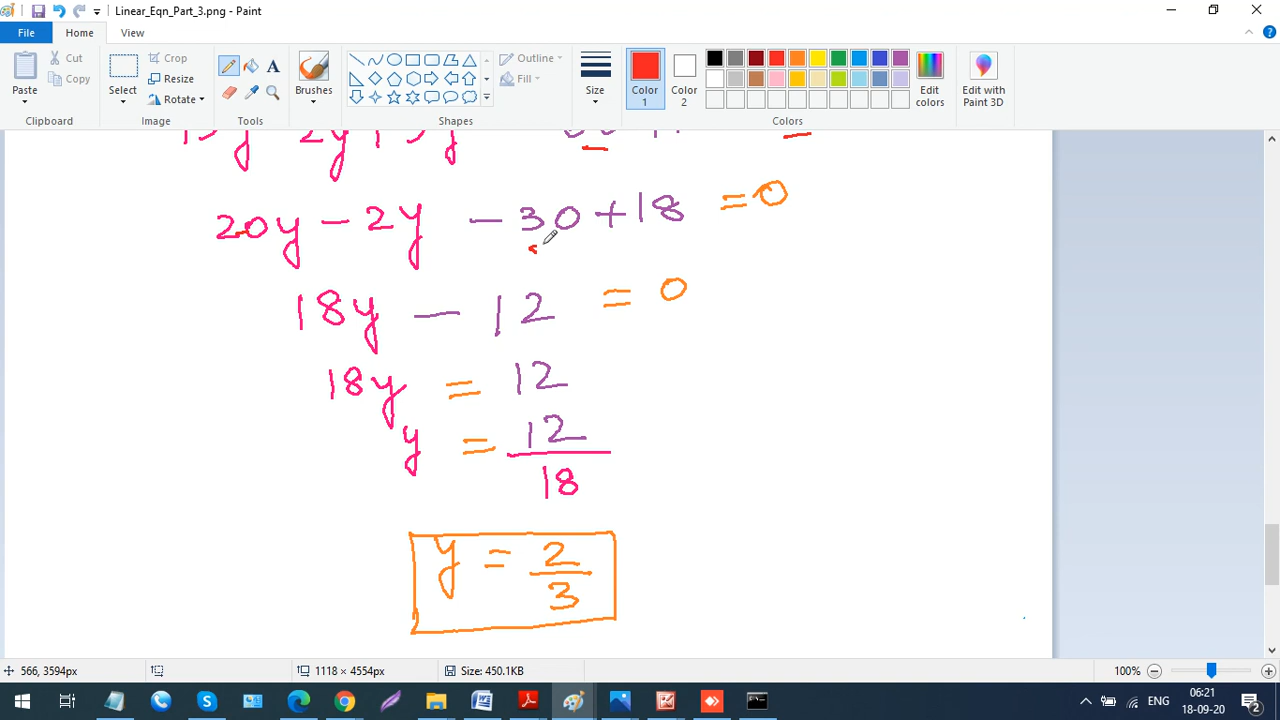 Linear_Eqn_Part_3.png - Paint
File Home View
Paste Cut Copy Clipboard
Select Crop Resize Rotate Image
Tools
Brushes
Outline Fill Shapes
Size
Color 1 Color 2 Edit colors Colors
Edit with Paint 3D
20y - 2y - 30 + 18 = 0
18y - 12 = 0
18y = 12
y = 12/18
y = 2/3
566, 3594px 1118 × 4554px Size: 450.1KB 100%
ENG 06:21 18-09-20 2